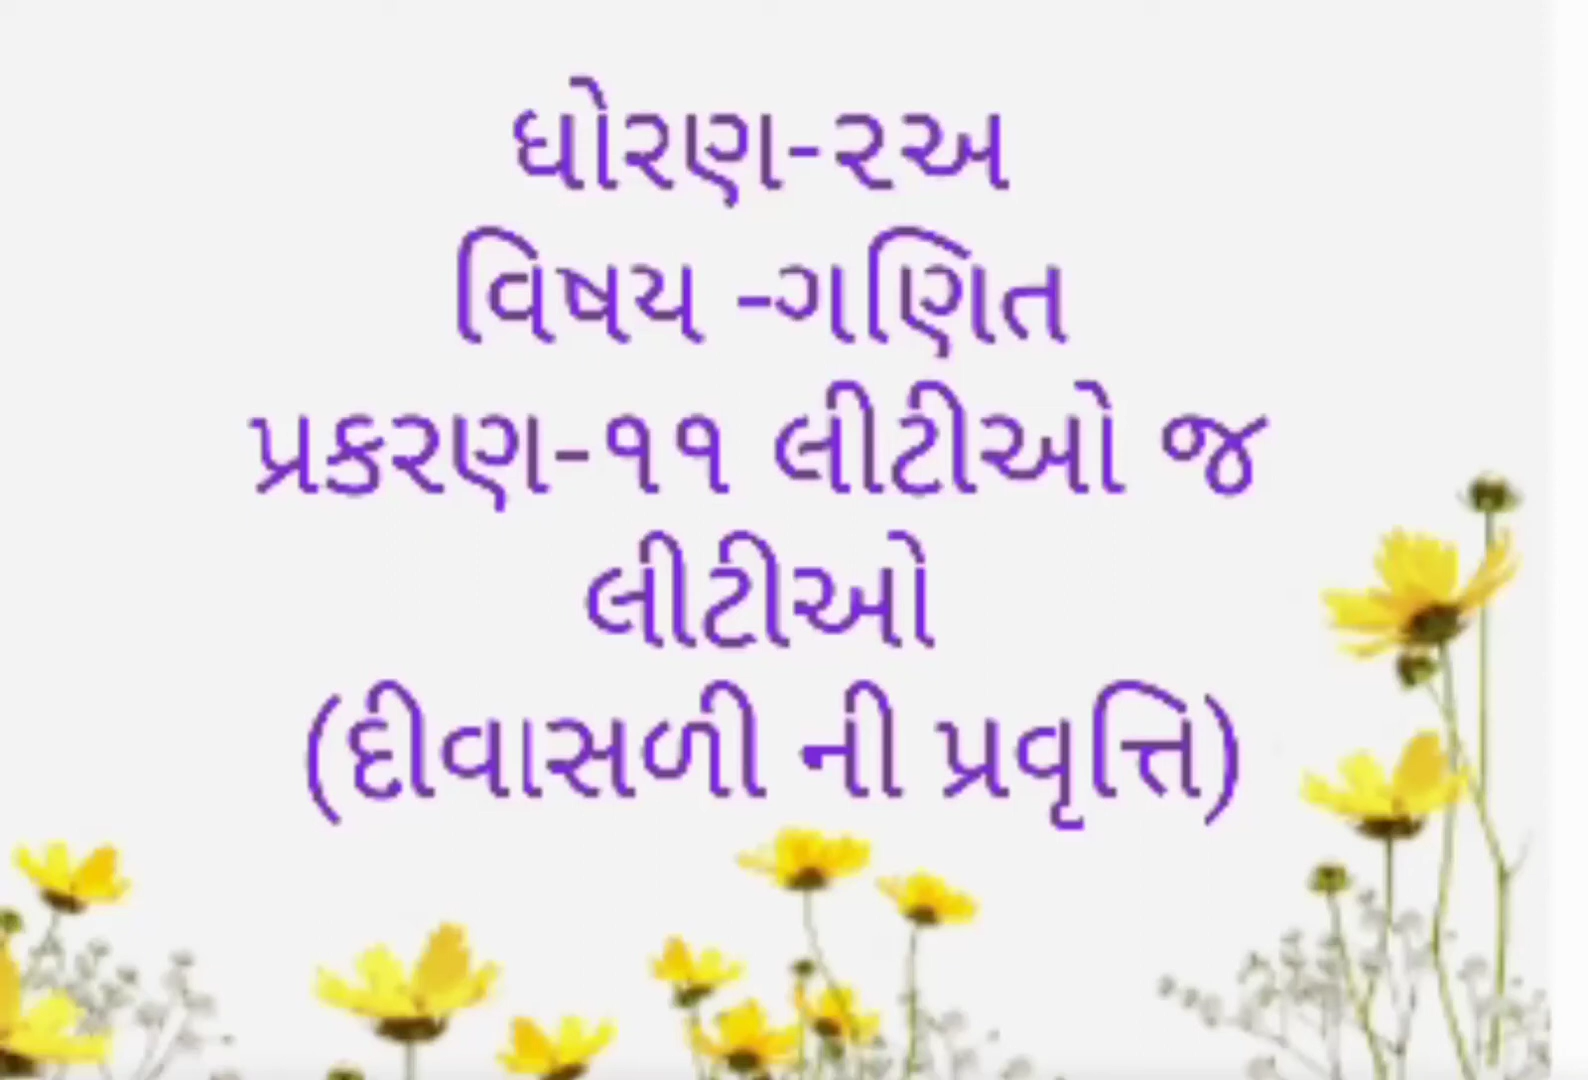 ધોરણ-૨અ
વિષય -ગણિત
પ્રકરણ-૧૧ લીટીઓ જ
લીટીઓ
(દીવાસળી ની પ્રવૃત્તિ)